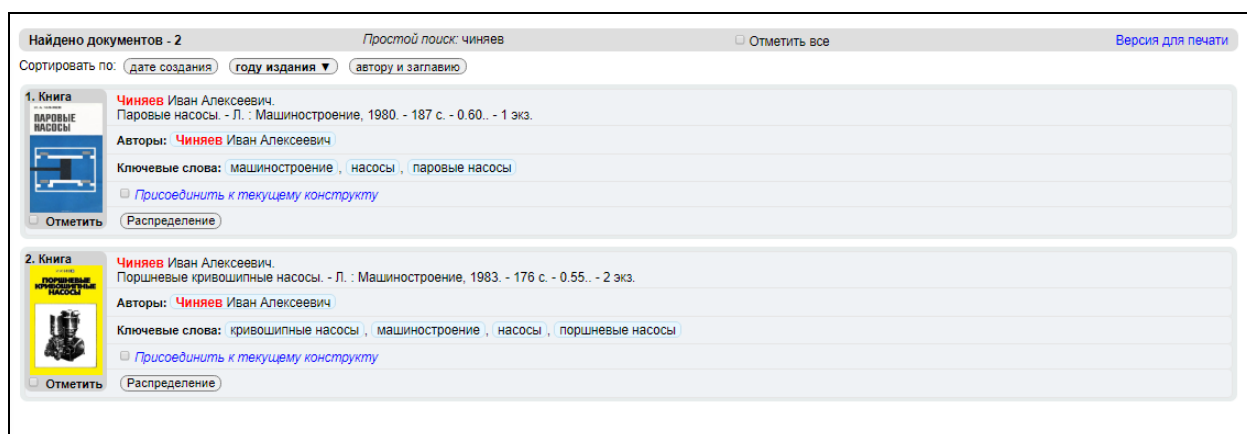 Найдено документов - 2 Простой поиск: чиняев Отметить все Версия для печати
Сортировать по: дате создания году издания ▼ автору и заглавию
1. Книга
ПАРОВЫЕ
НАСОСЫ
Отметить
Чиняев Иван Алексеевич.
Паровые насосы. - Л. : Машиностроение, 1980. - 187 с. - 0.60.. - 1 экз.
Авторы: Чиняев Иван Алексеевич
Ключевые слова: машиностроение , насосы , паровые насосы
Присоединить к текущему конструкту
Распределение
2. Книга
ПОРШНЕВЫЕ
КРИВОШИПНЫЕ
НАСОСЫ
Отметить
Чиняев Иван Алексеевич.
Поршневые кривошипные насосы. - Л. : Машиностроение, 1983. - 176 с. - 0.55.. - 2 экз.
Авторы: Чиняев Иван Алексеевич
Ключевые слова: кривошипные насосы , машиностроение , насосы , поршневые насосы
Присоединить к текущему конструкту
Распределение